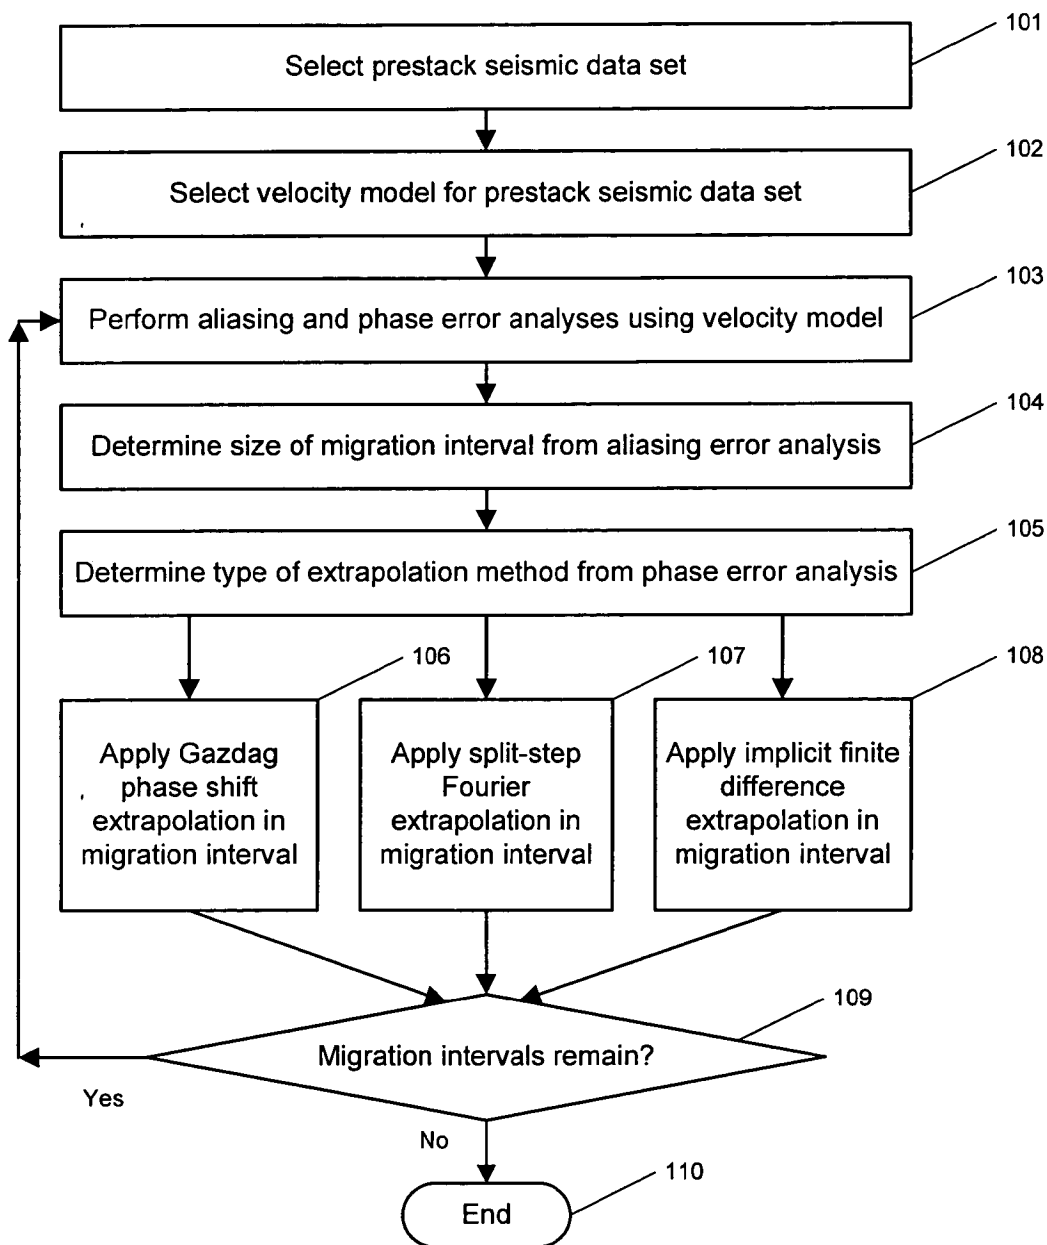 101
Select prestack seismic data set
102
Select velocity model for prestack seismic data set
103
Perform aliasing and phase error analyses using velocity model
104
Determine size of migration interval from aliasing error analysis
105
Determine type of extrapolation method from phase error analysis
106
107
108
Apply Gazdag
phase shift
extrapolation in
migration interval
Apply split-step
Fourier
extrapolation in
migration interval
Apply implicit finite
difference
extrapolation in
migration interval
109
Migration intervals remain?
Yes
No
110
End